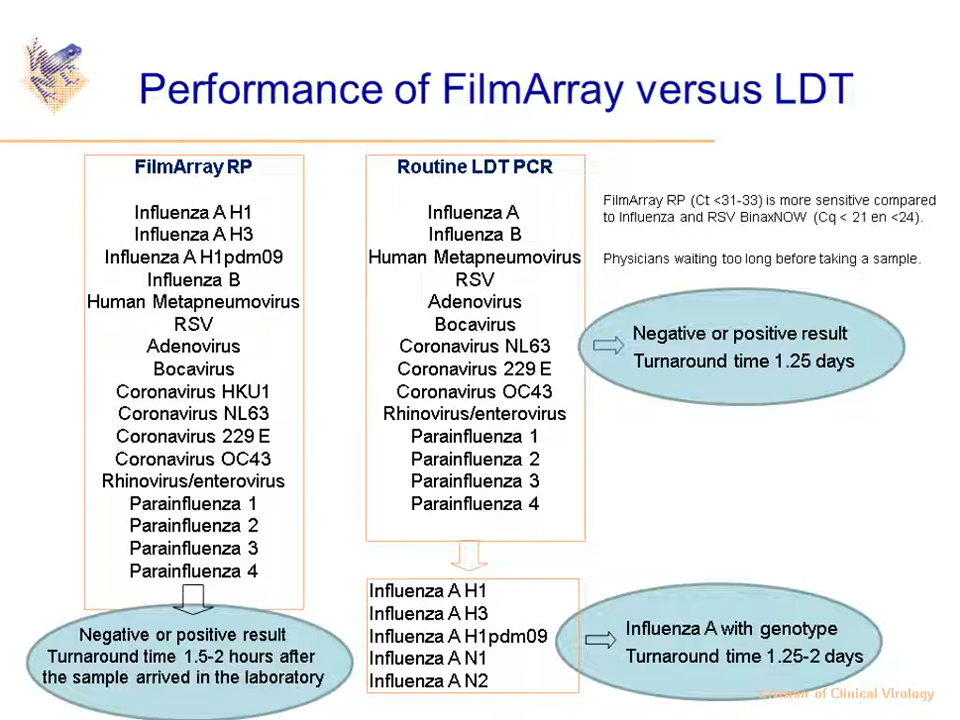 Performance of FilmArray versus LDT
FilmArray RP
Influenza A H1
Influenza A H3
Influenza A H1pdm09
Influenza B
Human Metapneumovirus
RSV
Adenovirus
Bocavirus
Coronavirus HKU1
Coronavirus NL63
Coronavirus 229 E
Coronavirus OC43
Rhinovirus/enterovirus
Parainfluenza 1
Parainfluenza 2
Parainfluenza 3
Parainfluenza 4
Negative or positive result
Turnaround time 1.5-2 hours after
the sample arrived in the laboratory
Routine LDT PCR
Influenza A
Influenza B
Human Metapneumovirus
RSV
Adenovirus
Bocavirus
Coronavirus NL63
Coronavirus 229 E
Coronavirus OC43
Rhinovirus/enterovirus
Parainfluenza 1
Parainfluenza 2
Parainfluenza 3
Parainfluenza 4
Influenza A H1
Influenza A H3
Influenza A H1pdm09
Influenza A N1
Influenza A N2
FilmArray RP (Ct <31-33) is more sensitive compared
to Influenza and RSV BinaxNOW (Cq < 21 en <24).
Physicians waiting too long before taking a sample.
Negative or positive result
Turnaround time 1.25 days
Influenza A with genotype
Turnaround time 1.25-2 days
of Clinical Virology